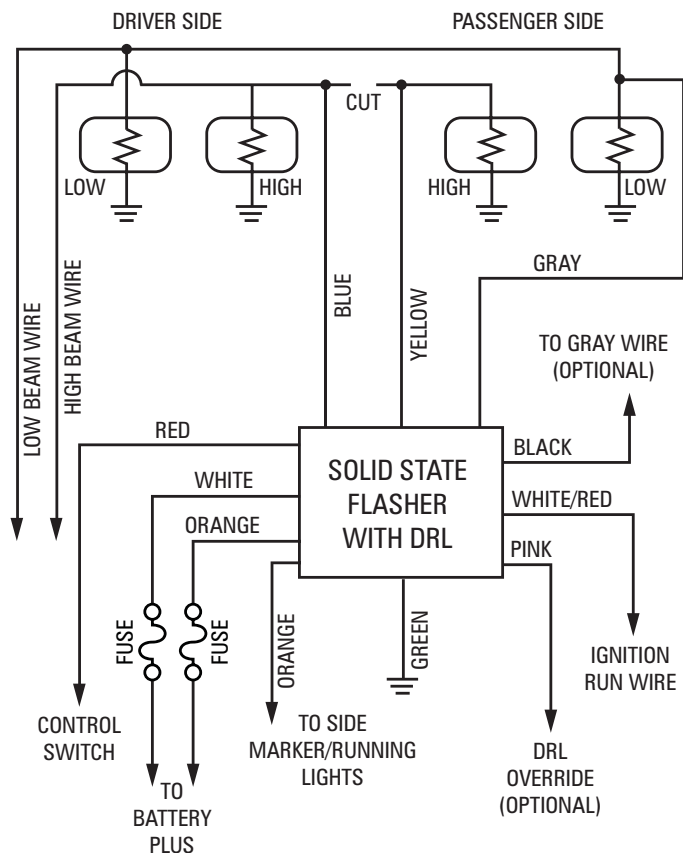 DRIVER SIDE
PASSENGER SIDE
CUT
LOW
HIGH
HIGH
LOW
LOW BEAM WIRE
HIGH BEAM WIRE
BLUE
YELLOW
GRAY
TO GRAY WIRE
(OPTIONAL)
RED
WHITE
ORANGE
SOLID STATE
FLASHER
WITH DRL
BLACK
WHITE/RED
PINK
FUSE
FUSE
ORANGE
GREEN
IGNITION
RUN WIRE
CONTROL
SWITCH
TO SIDE
MARKER/RUNNING
LIGHTS
DRL
OVERRIDE
(OPTIONAL)
TO
BATTERY
PLUS